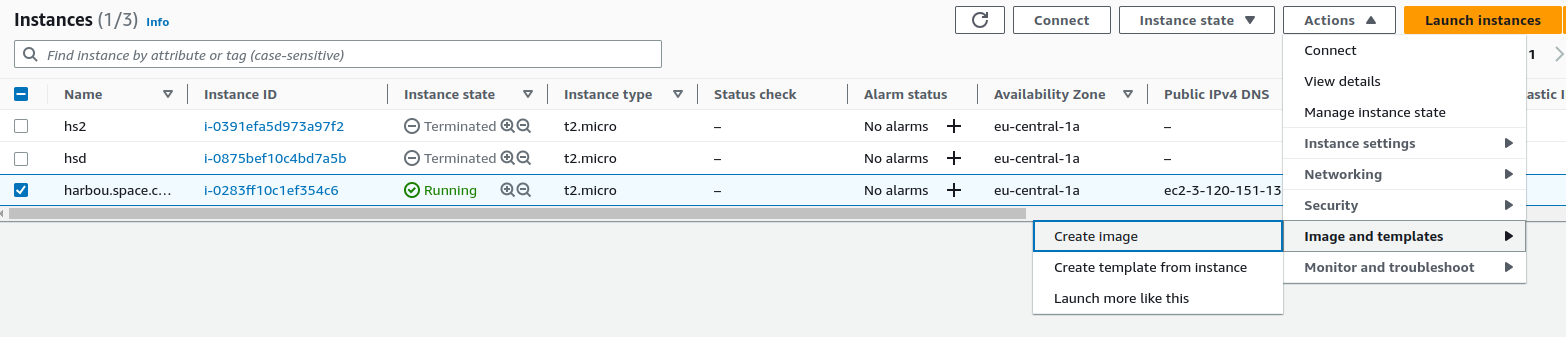 Instances (1/3) Info
Connect Instance state Actions Launch instances
Find instance by attribute or tag (case-sensitive)
1
Name Instance ID Instance state Instance type Status check Alarm status Availability Zone Public IPv4 DNS astic I
hs2 i-0391efa5d973a97f2 Terminated t2.micro – No alarms + eu-central-1a –
hsd i-0875bef10c4bd7a5b Terminated t2.micro – No alarms + eu-central-1a –
harbou.space.c... i-0283ff10c1ef354c6 Running t2.micro – No alarms + eu-central-1a ec2-3-120-151-13
Connect
View details
Manage instance state
Instance settings
Networking
Security
Image and templates
Monitor and troubleshoot
Create image
Create template from instance
Launch more like this